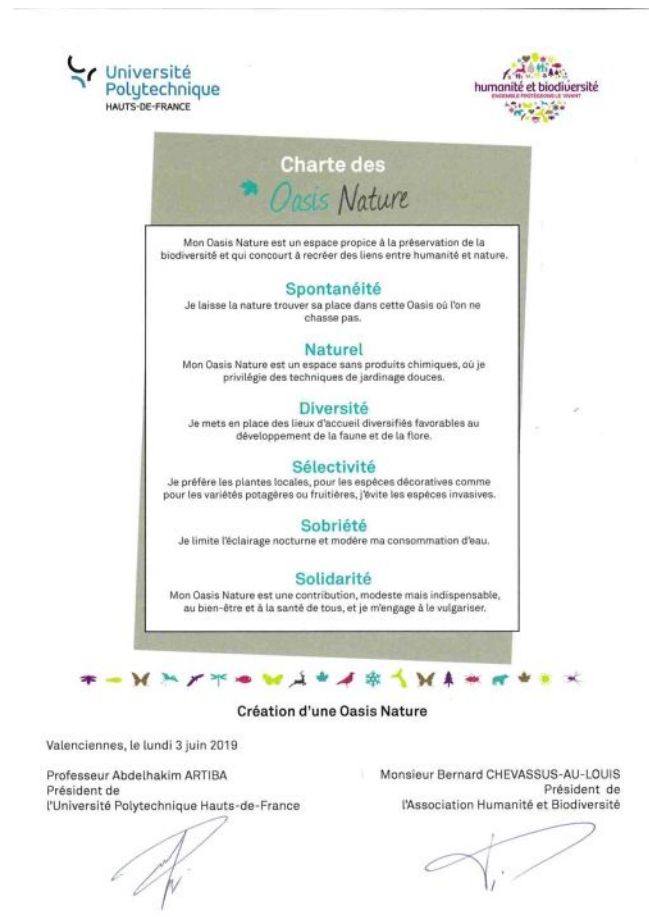 Université
Polytechnique
HAUTS-DE-FRANCE
humanité et biodiversité
ENSEMBLE PROTÉGEONS LE VIVANT
Charte des
Oasis Nature
Mon Oasis Nature est un espace propice à la préservation de la
biodiversité et qui concourt à recréer des liens entre humanité et nature.
Spontanéité
Je laisse la nature trouver sa place dans cette Oasis où l'on ne
chasse pas.
Naturel
Mon Oasis Nature est un espace sans produits chimiques, où je
privilégie des techniques de jardinage douces.
Diversité
Je mets en place des lieux d'accueil diversifiés favorables au
développement de la faune et de la flore.
Sélectivité
Je préfère les plantes locales, pour les espèces décoratives comme
pour les variétés potagères ou fruitières, j'évite les espèces invasives.
Sobriété
Je limite l'éclairage nocturne et modère ma consommation d'eau.
Solidarité
Mon Oasis Nature est une contribution, modeste mais indispensable,
au bien-être et à la santé de tous, et je m'engage à le vulgariser.
Création d'une Oasis Nature
Valenciennes, le lundi 3 juin 2019
Professeur Abdelhakim ARTIBA
Président de
l'Université Polytechnique Hauts-de-France
Monsieur Bernard CHEVASSUS-AU-LOUIS
Président de
l'Association Humanité et Biodiversité